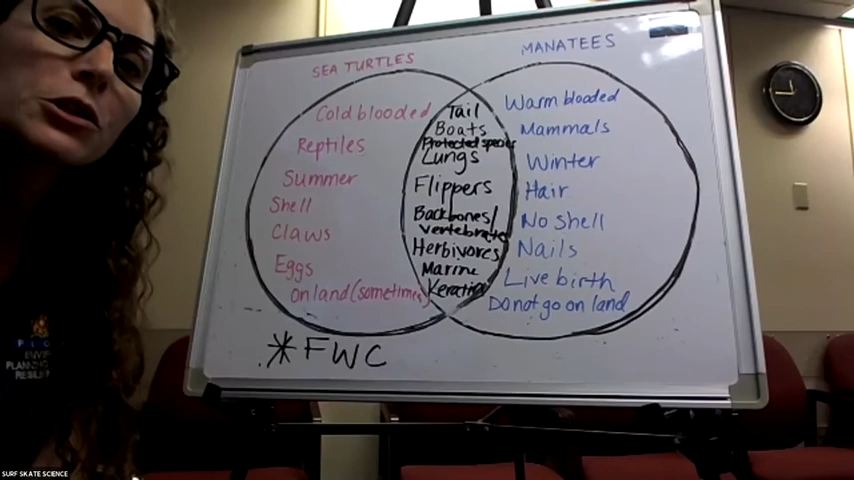 SEA TURTLES
MANATEES
Cold blooded
Reptiles
Summer
Shell
Claws
Eggs
On land (sometimes)
Tail
Boats
Protected species
Lungs
Flippers
Backbones/
vertebrates
Herbivores
Marine
Keratin
Warm blooded
Mammals
Winter
Hair
No shell
Nails
Live birth
Do not go on land
*FWC
SURF SKATE SCIENCE